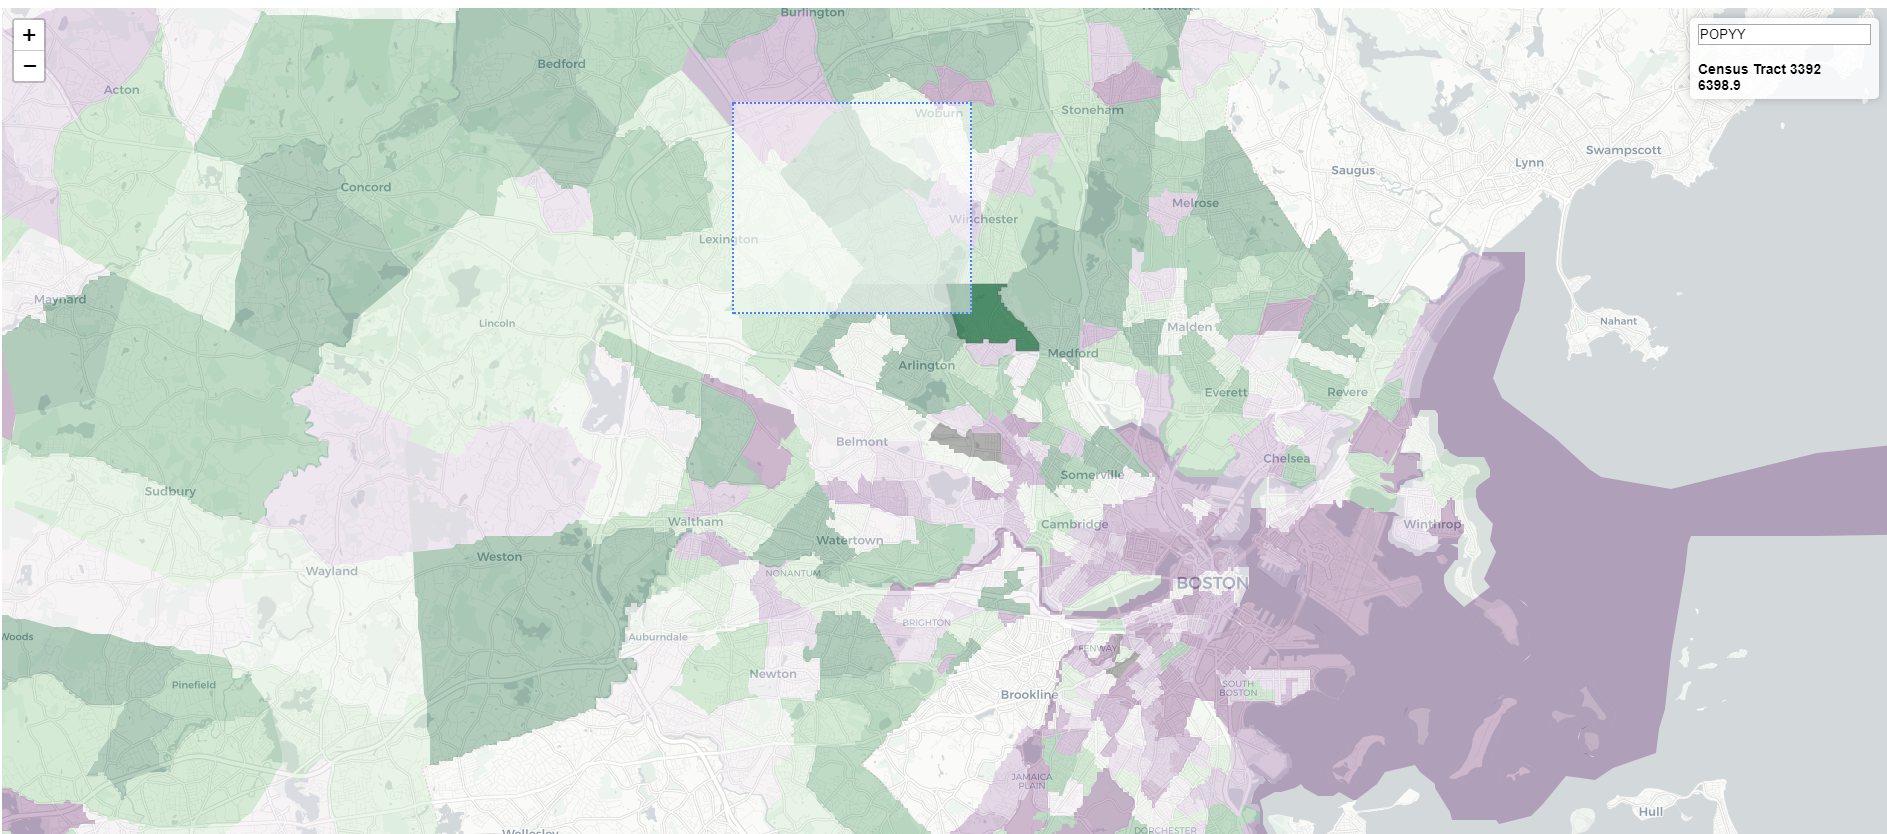 Burlington
+
POPYY
Bedford
−
Census Tract 3392
6398.9
Acton
Stoneham
Woburn
Swampscott
Lynn
Saugus
Concord
Melrose
Winchester
Lexington
Maynard
Lincoln
Nahant
Malden
Medford
Arlington
Everett
Revere
Belmont
Chelsea
Somerville
Sudbury
Waltham
Cambridge
Winthrop
Watertown
Weston
Wayland
NONANTUM
BOSTON
BRIGHTON
Woods
Auburndale
FENWAY
Newton
Pinefield
SOUTH
BOSTON
Brookline
JAMAICA
PLAIN
Hull
DORCHESTER